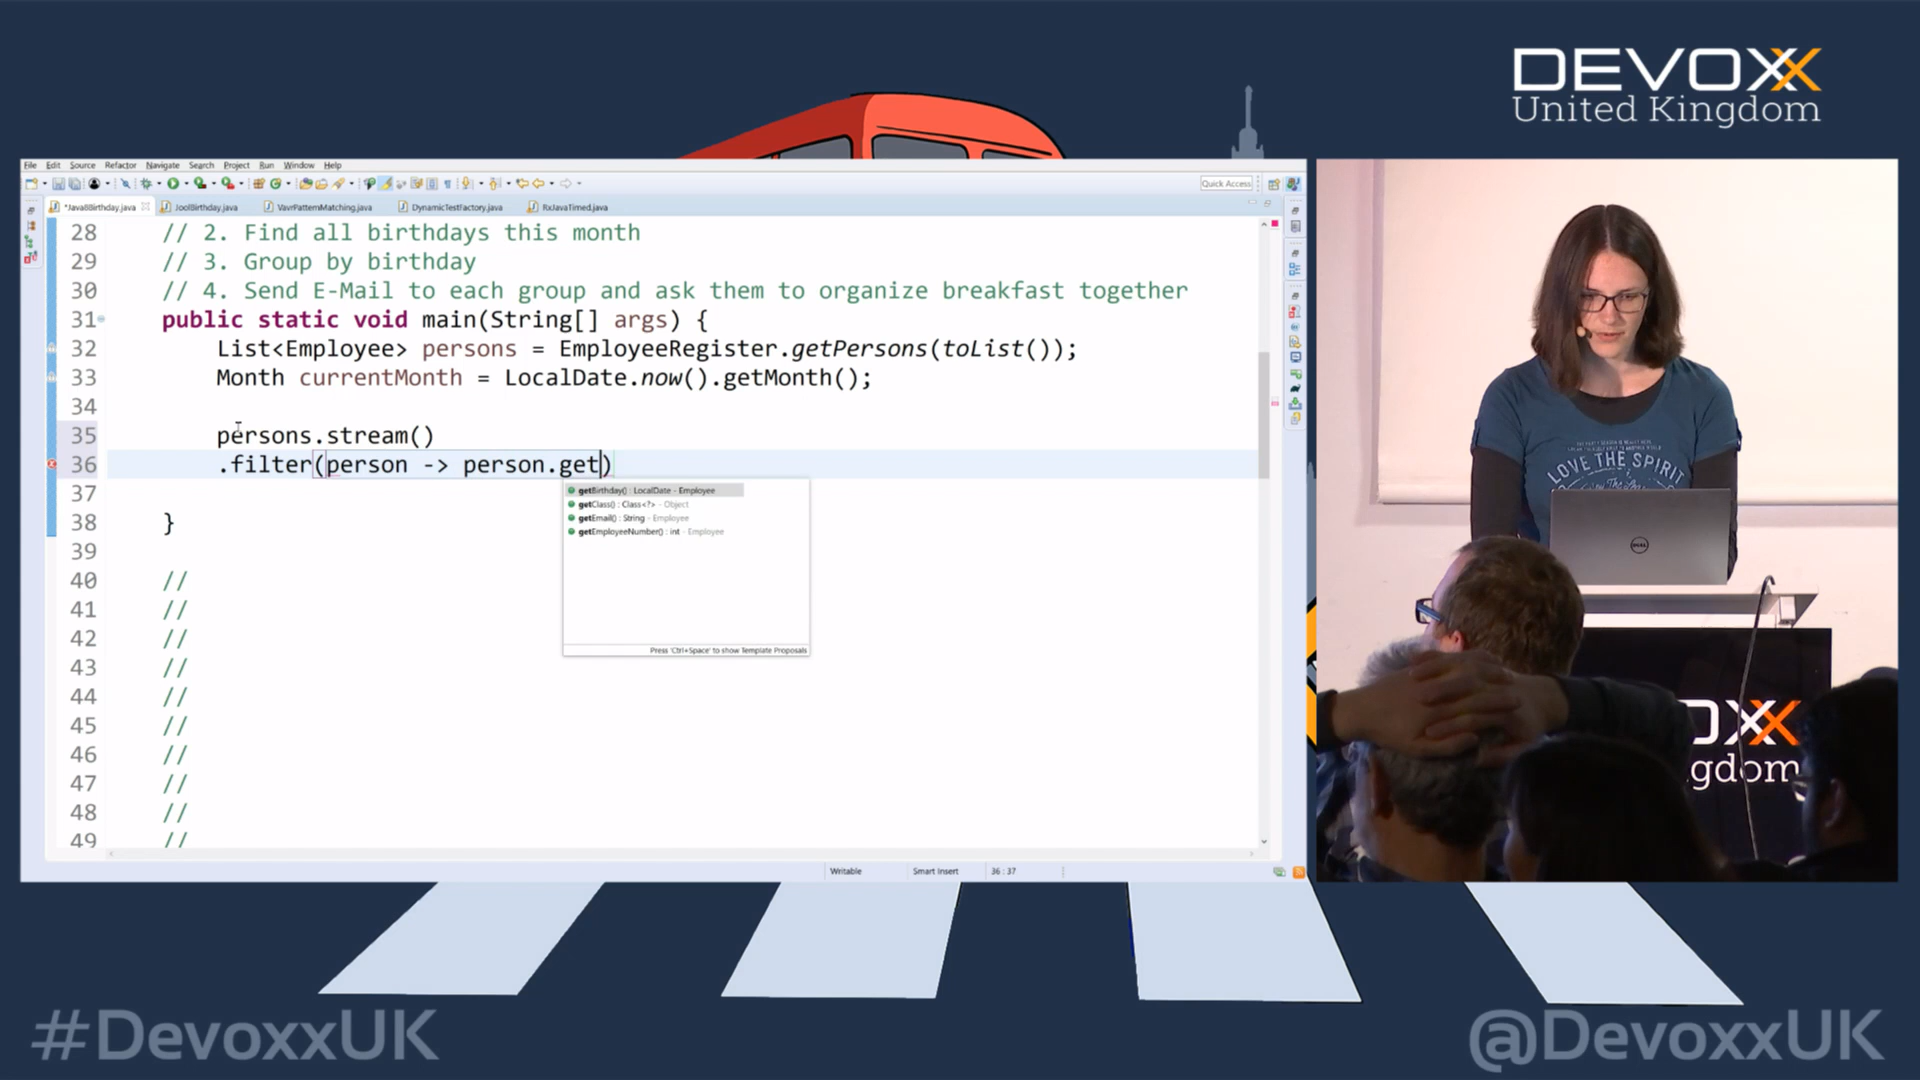 DEVOXX
United Kingdom
File Edit Source Refactor Navigate Search Project Run Window Help
Quick Access
*Java8Birthday.java JoolBirthday.java VavrPatternMatching.java DynamicTestFactory.java RxJavaTimed.java
28 // 2. Find all birthdays this month
29 // 3. Group by birthday
30 // 4. Send E-Mail to each group and ask them to organize breakfast together
31 public static void main(String[] args) {
32 List<Employee> persons = EmployeeRegister.getPersons(toList());
33 Month currentMonth = LocalDate.now().getMonth();
34
35 persons.stream()
36 .filter(person -> person.get)
37
38 }
39
40 //
41 //
42 //
43 //
44 //
45 //
46 //
47 //
48 //
49 //
getBirthday() : LocalDate - Employee
getClass() : Class<?> - Object
getEmail() : String - Employee
getEmployeeNumber() : int - Employee
Press 'Ctrl+Space' to show Template Proposals
Writable Smart Insert 36 : 37
LOVE THE SPIRIT
DELL
OXX
gdom
#DevoxxUK
@DevoxxUK